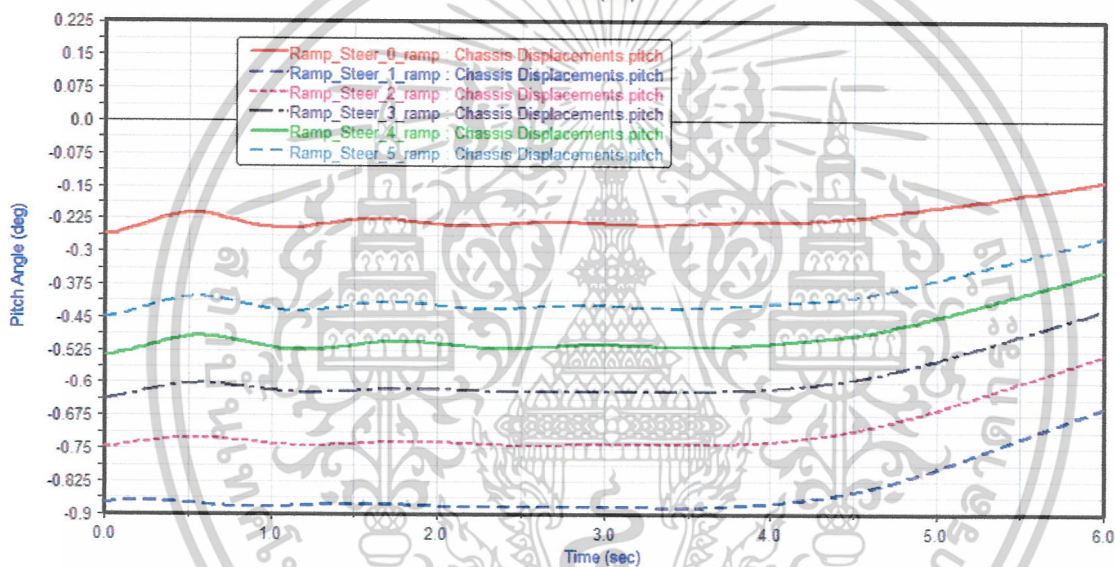 0.225
0.15
0.075
0.0
-0.075
-0.15
-0.225
-0.3
-0.375
-0.45
-0.525
-0.6
-0.675
-0.75
-0.825
-0.9
Pitch Angle (deg)
Ramp_Steer_0_ramp : Chassis Displacements.pitch
Ramp_Steer_1_ramp : Chassis Displacements.pitch
Ramp_Steer_2_ramp : Chassis Displacements.pitch
Ramp_Steer_3_ramp : Chassis Displacements.pitch
Ramp_Steer_4_ramp : Chassis Displacements.pitch
Ramp_Steer_5_ramp : Chassis Displacements.pitch
0.0 1.0 2.0 3.0 4.0 5.0 6.0
Time (sec)